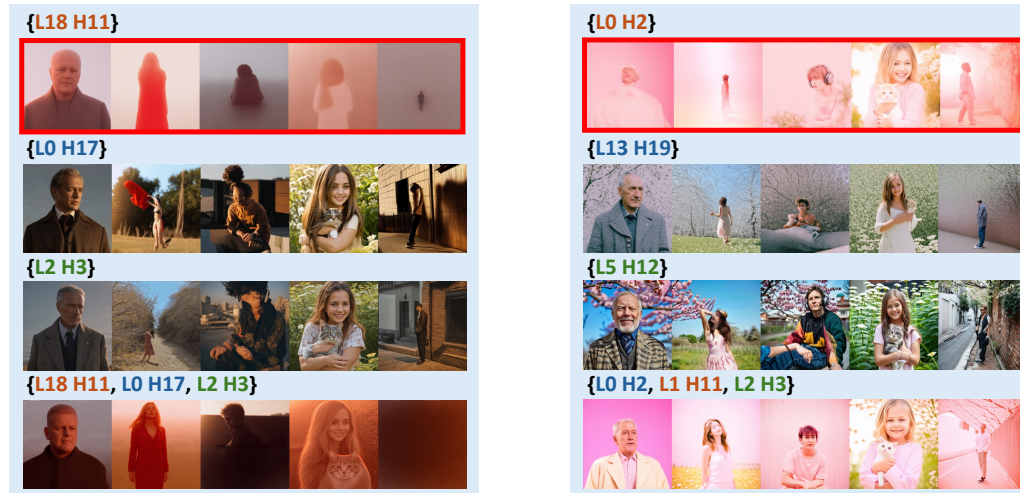 {L18 H11}
{L0 H17}
{L2 H3}
{L18 H11, L0 H17, L2 H3}
{L0 H2}
{L13 H19}
{L5 H12}
{L0 H2, L1 H11, L2 H3}